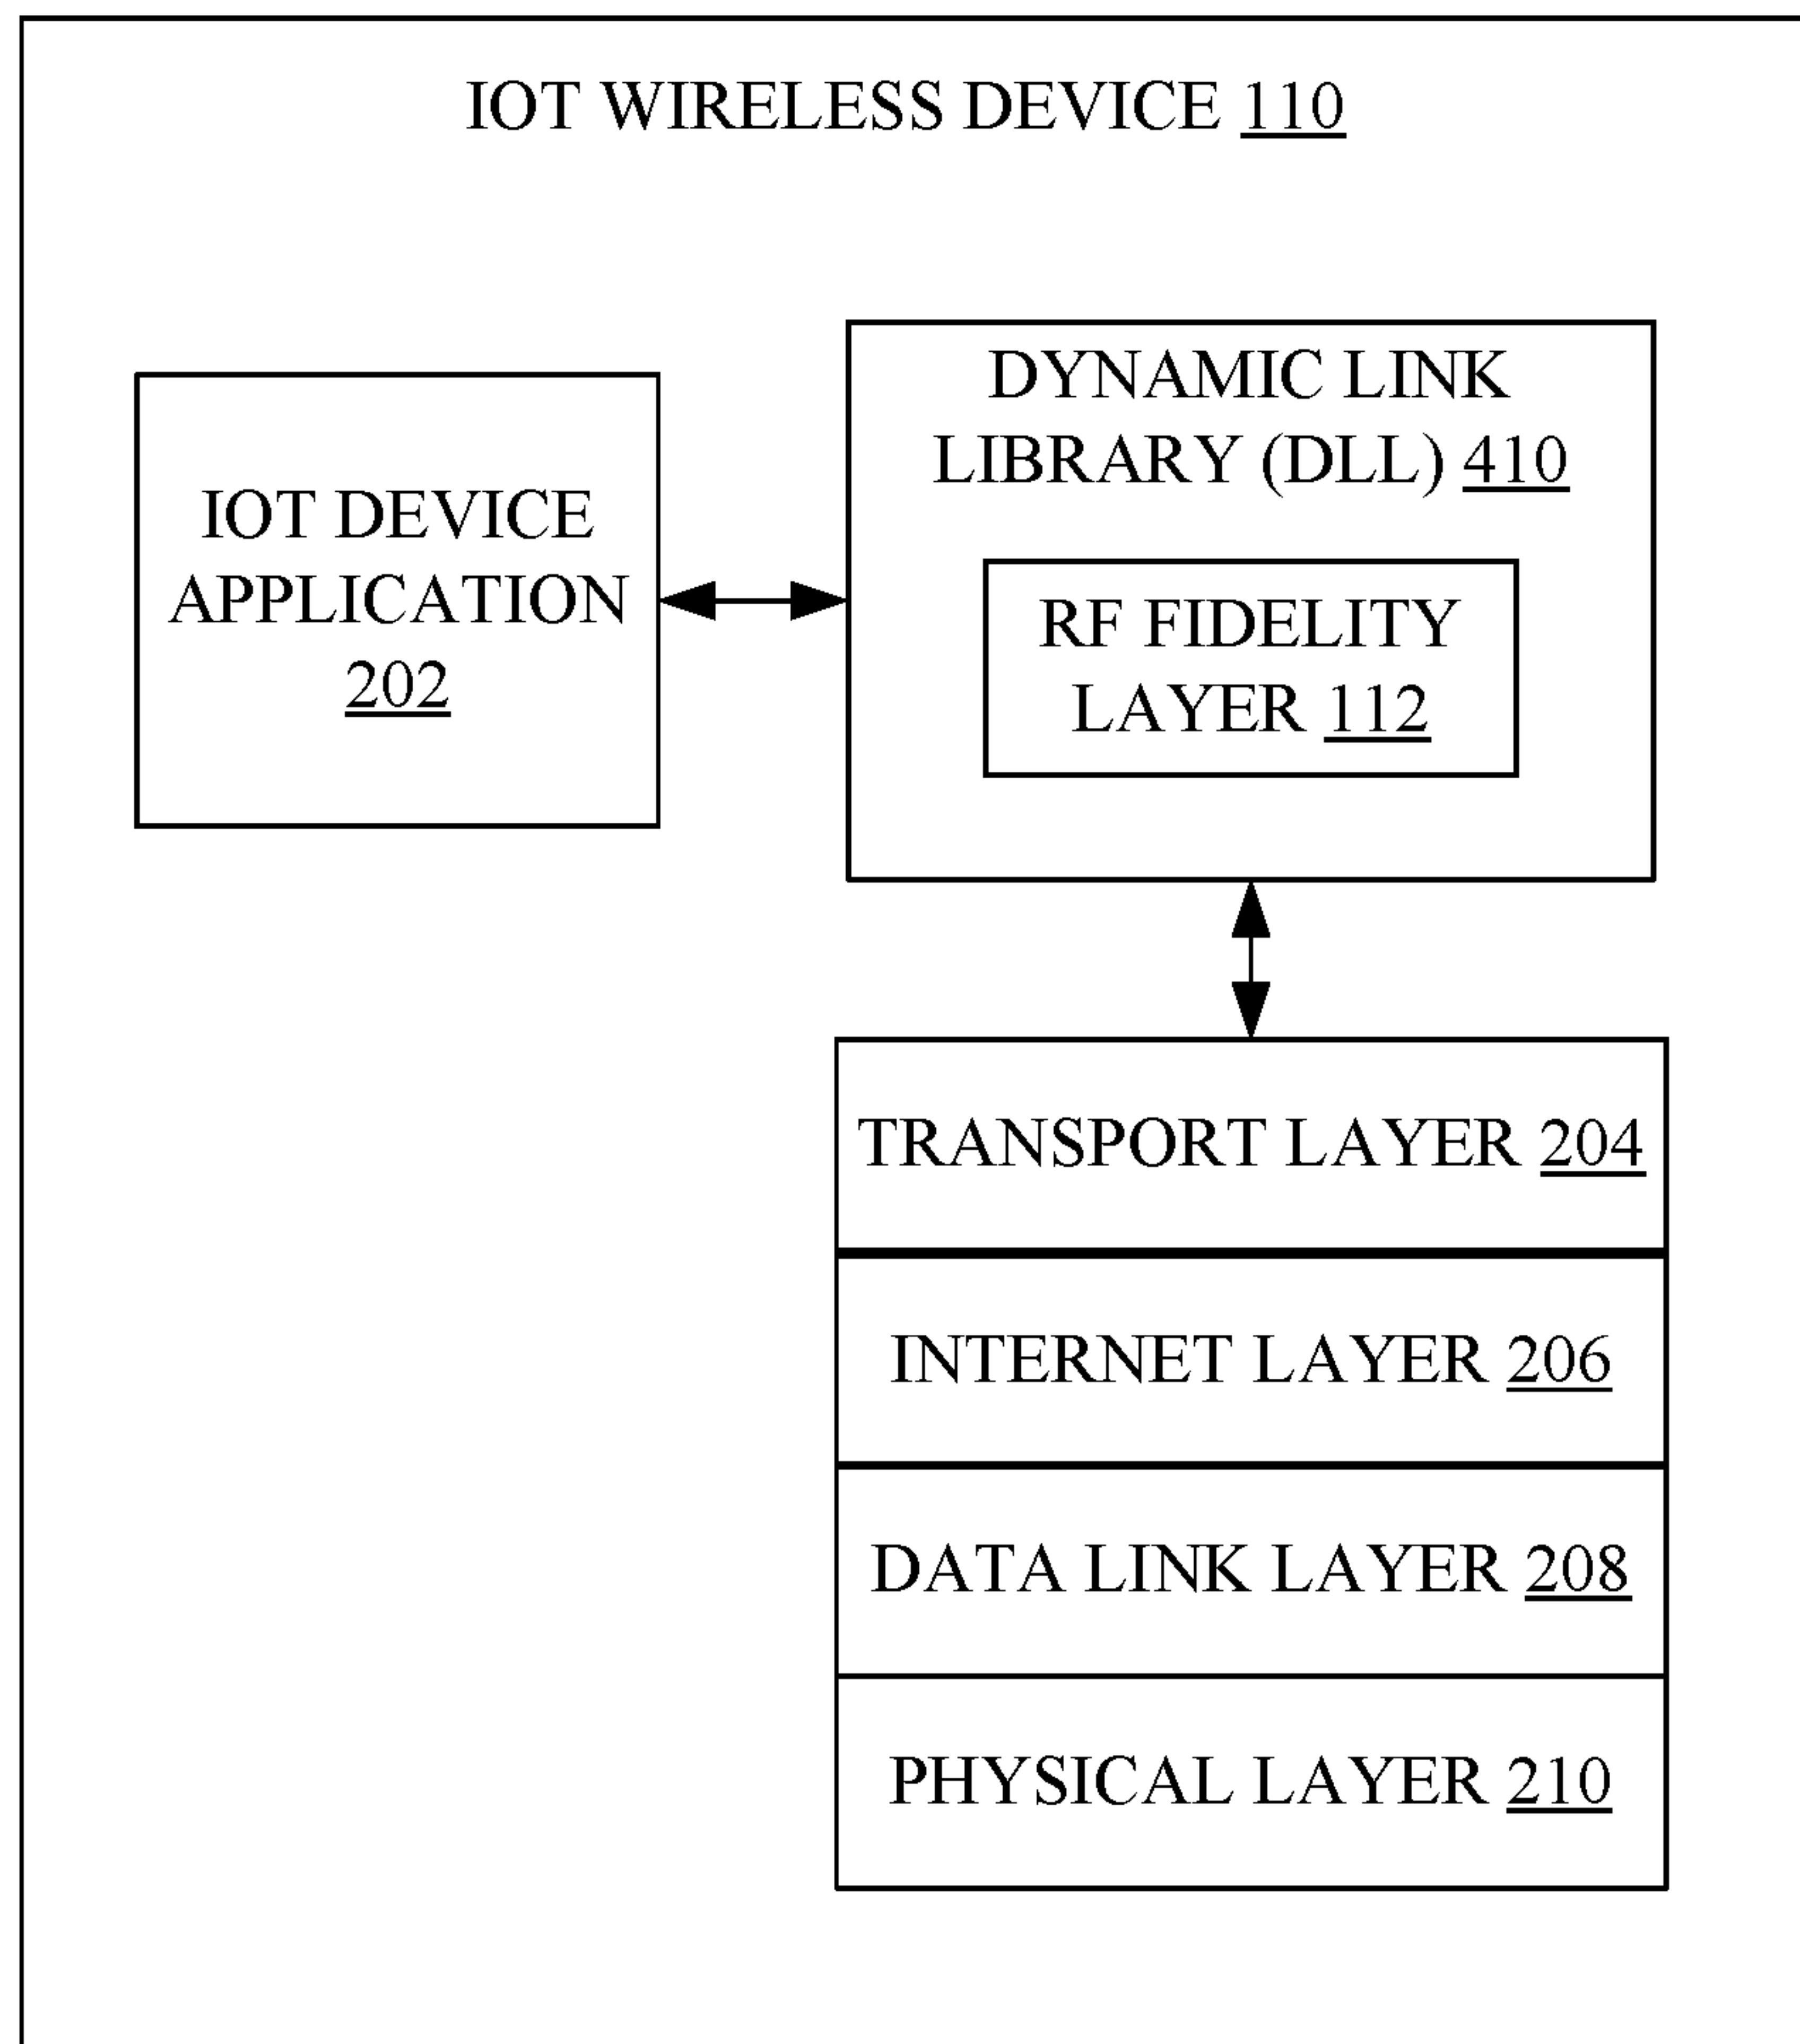 IOT WIRELESS DEVICE 110
IOT DEVICE
APPLICATION
202
DYNAMIC LINK
LIBRARY (DLL) 410
RF FIDELITY
LAYER 112
TRANSPORT LAYER 204
INTERNET LAYER 206
DATA LINK LAYER 208
PHYSICAL LAYER 210